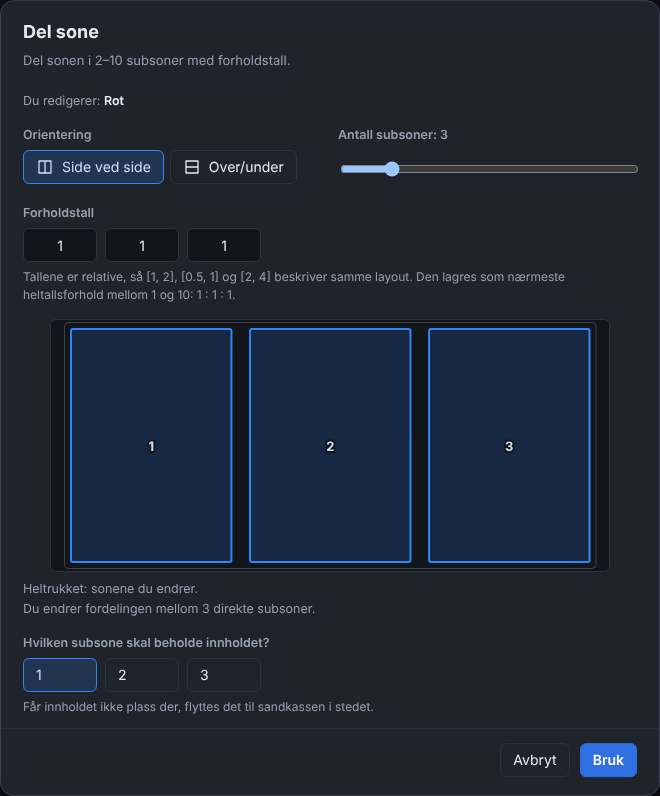 Del sone
Del sonen i 2–10 subsoner med forholdstall.
Du redigerer: Rot
Orientering
Antall subsoner: 3
Side ved side
Over/under
Forholdstall
1 1 1
Tallene er relative, så [1, 2], [0.5, 1] og [2, 4] beskriver samme layout. Den lagres som nærmeste
heltallsforhold mellom 1 og 10: 1 : 1 : 1.
1 2 3
Heltrukket: sonene du endrer.
Du endrer fordelingen mellom 3 direkte subsoner.
Hvilken subsone skal beholde innholdet?
1 2 3
Får innholdet ikke plass der, flyttes det til sandkassen i stedet.
Avbryt Bruk